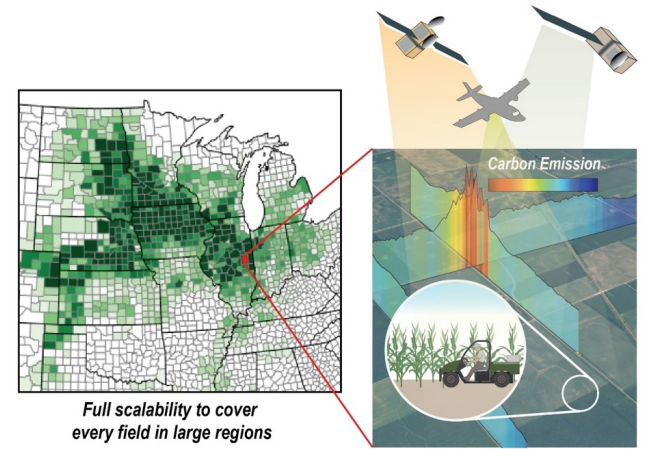 Carbon Emission
Full scalability to cover
every field in large regions